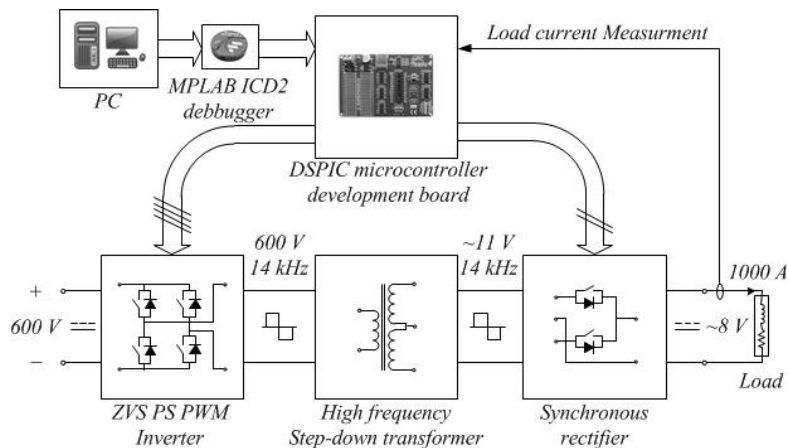 Load current Measurment
PC
MPLAB ICD2
debbugger
DSPIC microcontroller
development board
600 V
14 kHz
~11 V
14 kHz
1000 A
+
600 V
−
~8 V
Load
ZVS PS PWM
Inverter
High frequency
Step-down transformer
Synchronous
rectifier